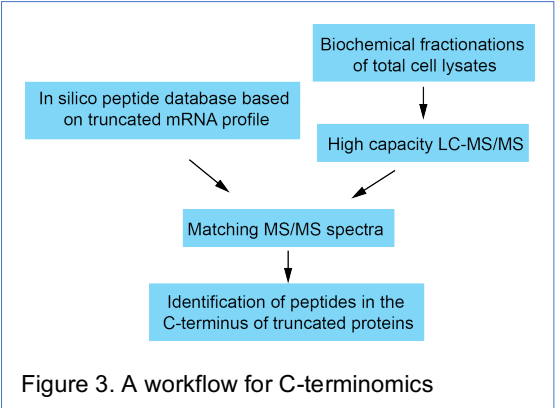 Biochemical fractionations
of total cell lysates
In silico peptide database based
on truncated mRNA profile
High capacity LC-MS/MS
Matching MS/MS spectra
Identification of peptides in the
C-terminus of truncated proteins
Figure 3. A workflow for C-terminomics